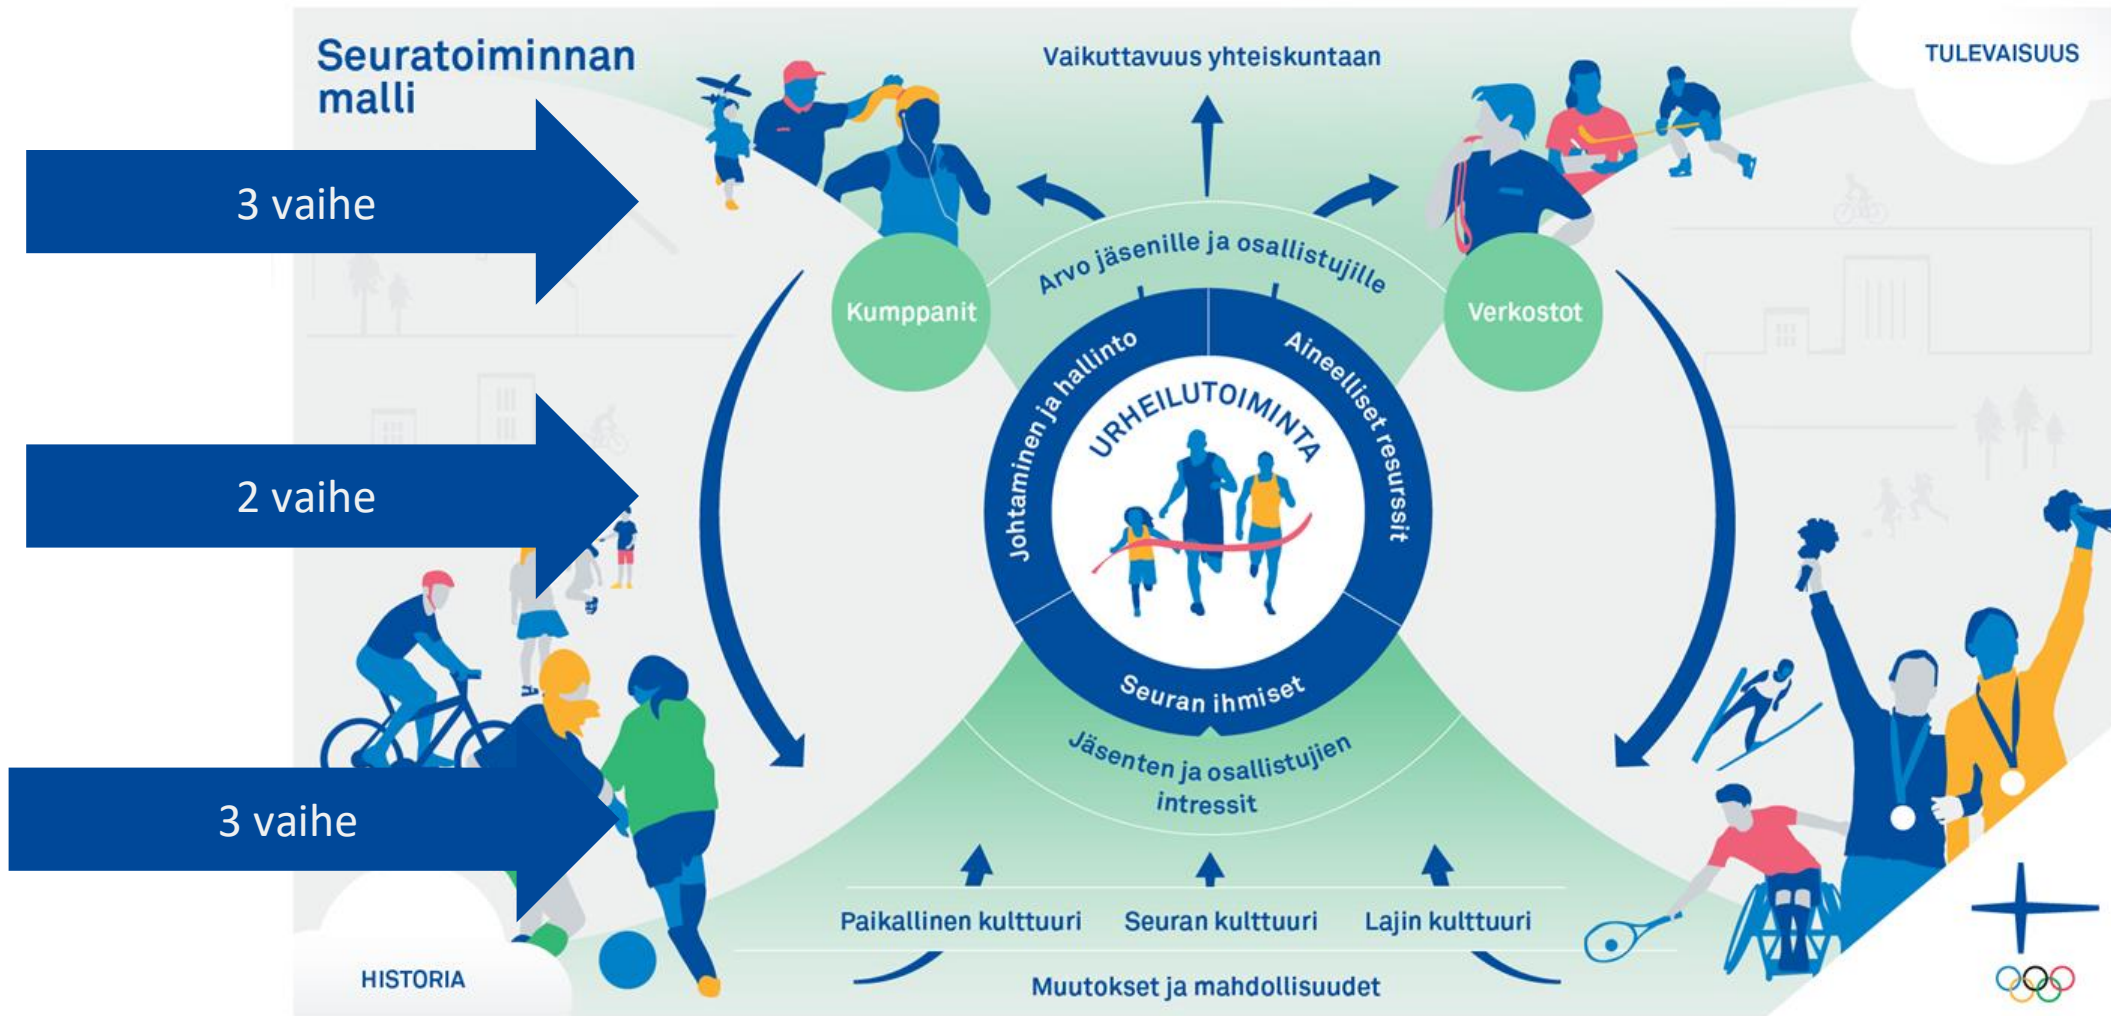 Seuratoiminnan
malli
Vaikuttavuus yhteiskuntaan
TULEVAISUUS
3 vaihe
Arvo jäsenille ja osallistujille
Kumppanit
Verkostot
Johtaminen ja hallinto
Aineelliset resurssit
URHEILUTOIMINTA
2 vaihe
Seuran ihmiset
Jäsenten ja osallistujien
intressit
3 vaihe
Paikallinen kulttuuri
Seuran kulttuuri
Lajin kulttuuri
HISTORIA
Muutokset ja mahdollisuudet